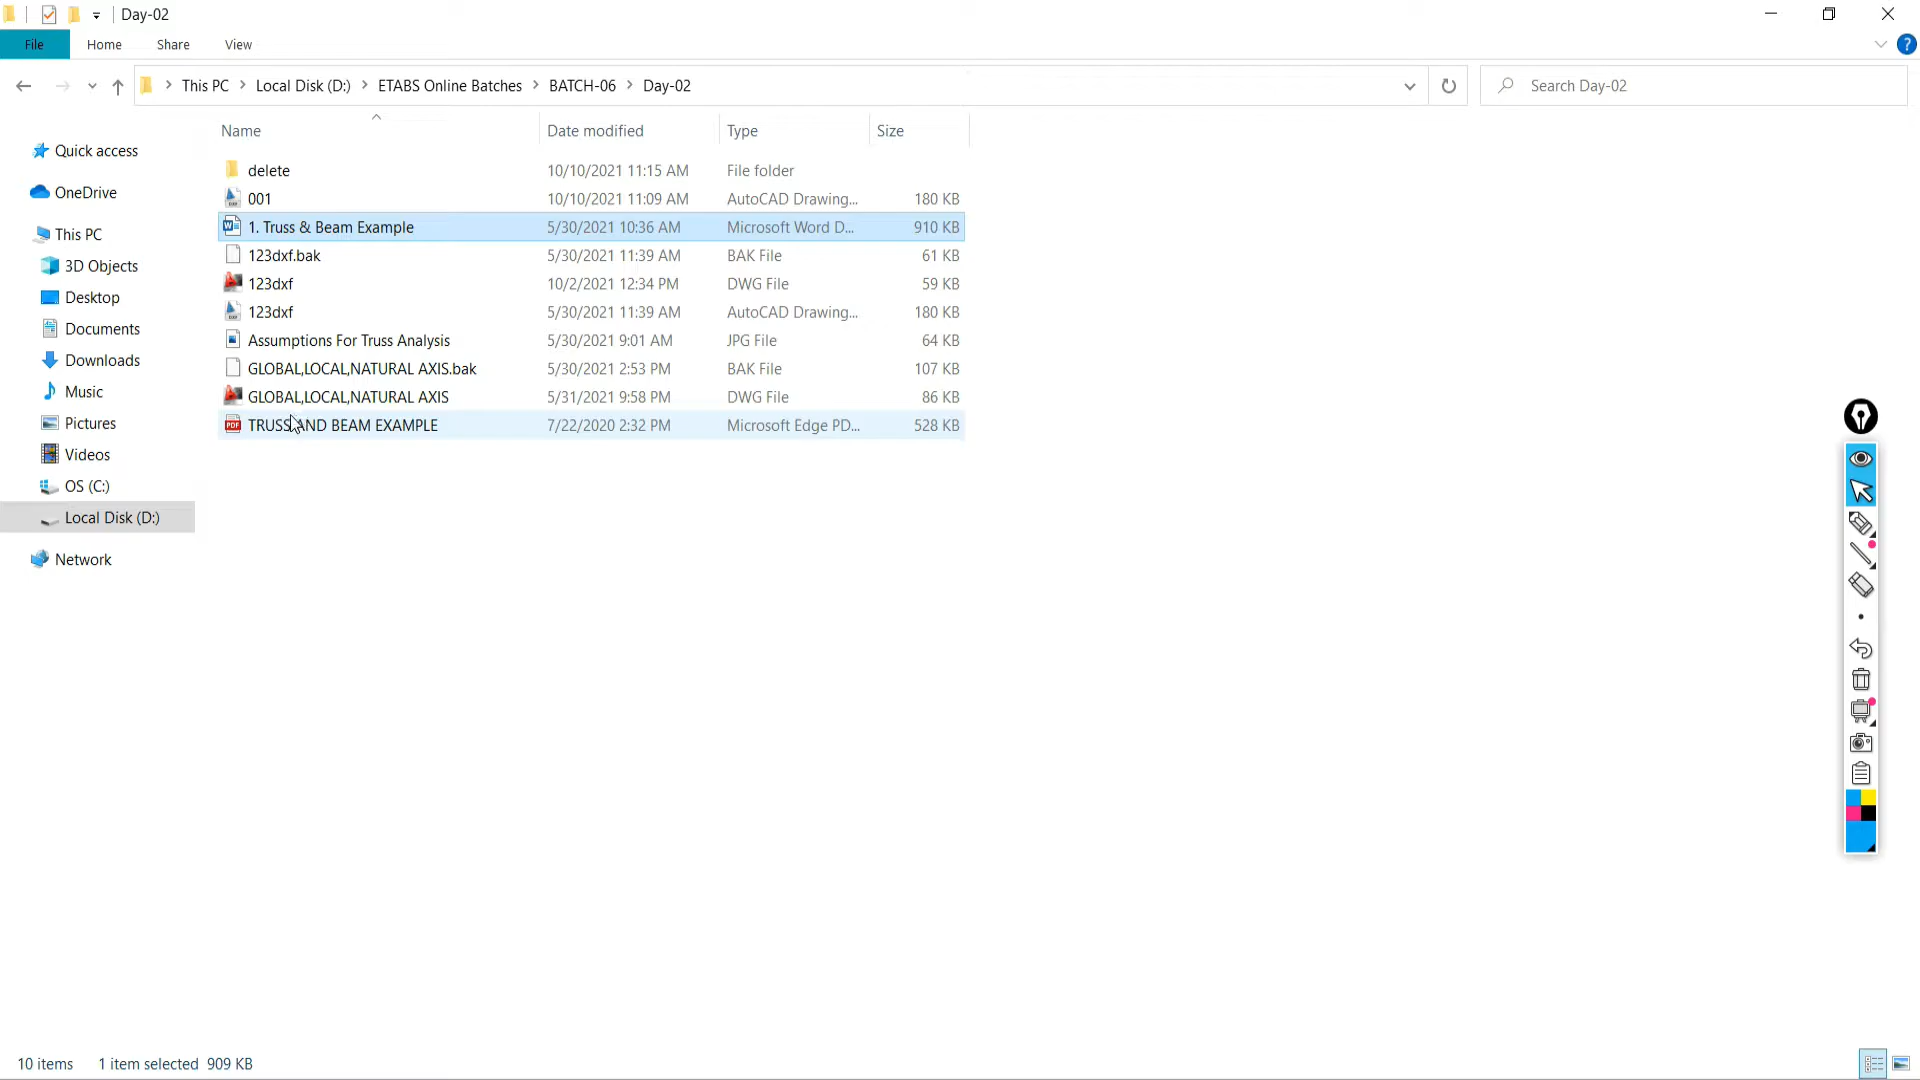 Day-02
File Home Share View
This PC Local Disk (D:) ETABS Online Batches BATCH-06 Day-02
Search Day-02
Name Date modified Type Size
delete 10/10/2021 11:15 AM File folder
001 10/10/2021 11:09 AM AutoCAD Drawing... 180 KB
1. Truss & Beam Example 5/30/2021 10:36 AM Microsoft Word D... 910 KB
123dxf.bak 5/30/2021 11:39 AM BAK File 61 KB
123dxf 10/2/2021 12:34 PM DWG File 59 KB
123dxf 5/30/2021 11:39 AM AutoCAD Drawing... 180 KB
Assumptions For Truss Analysis 5/30/2021 9:01 AM JPG File 64 KB
GLOBAL,LOCAL,NATURAL AXIS.bak 5/30/2021 2:53 PM BAK File 107 KB
GLOBAL,LOCAL,NATURAL AXIS 5/31/2021 9:58 PM DWG File 86 KB
TRUSS AND BEAM EXAMPLE 7/22/2020 2:32 PM Microsoft Edge PD... 528 KB
Quick access
OneDrive
This PC
3D Objects
Desktop
Documents
Downloads
Music
Pictures
Videos
OS (C:)
Local Disk (D:)
Network
10 items 1 item selected 909 KB